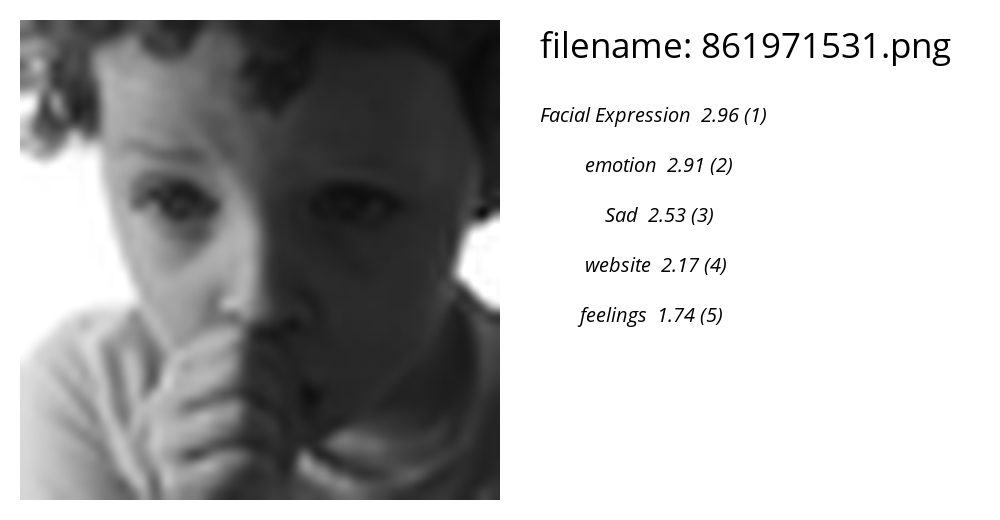 filename: 861971531.png
Facial Expression 2.96 (1)
emotion 2.91 (2)
Sad 2.53 (3)
website 2.17 (4)
feelings 1.74 (5)